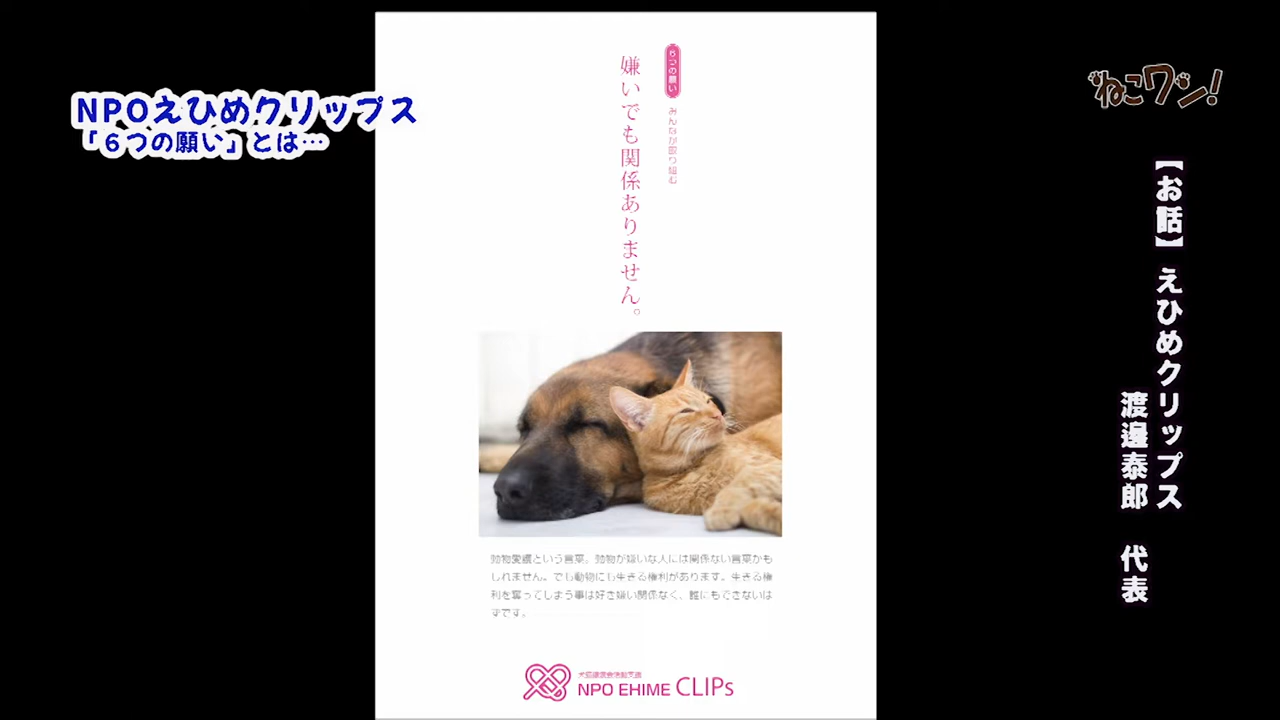 NPOえひめクリップス
「６つの願い」とは…
ねこワン！
【お話】えひめクリップス
渡邉泰郎　代表
６つの願い
みんなが取り組む
嫌いでも関係ありません。
動物愛護という言葉。動物が嫌いな人には関係ない言葉かも
しれません。でも動物にも生きる権利があります。生きる権
利を奪ってしまう事は好き嫌い関係なく、誰にもできないは
ずです。
NPO EHIME CLIPs